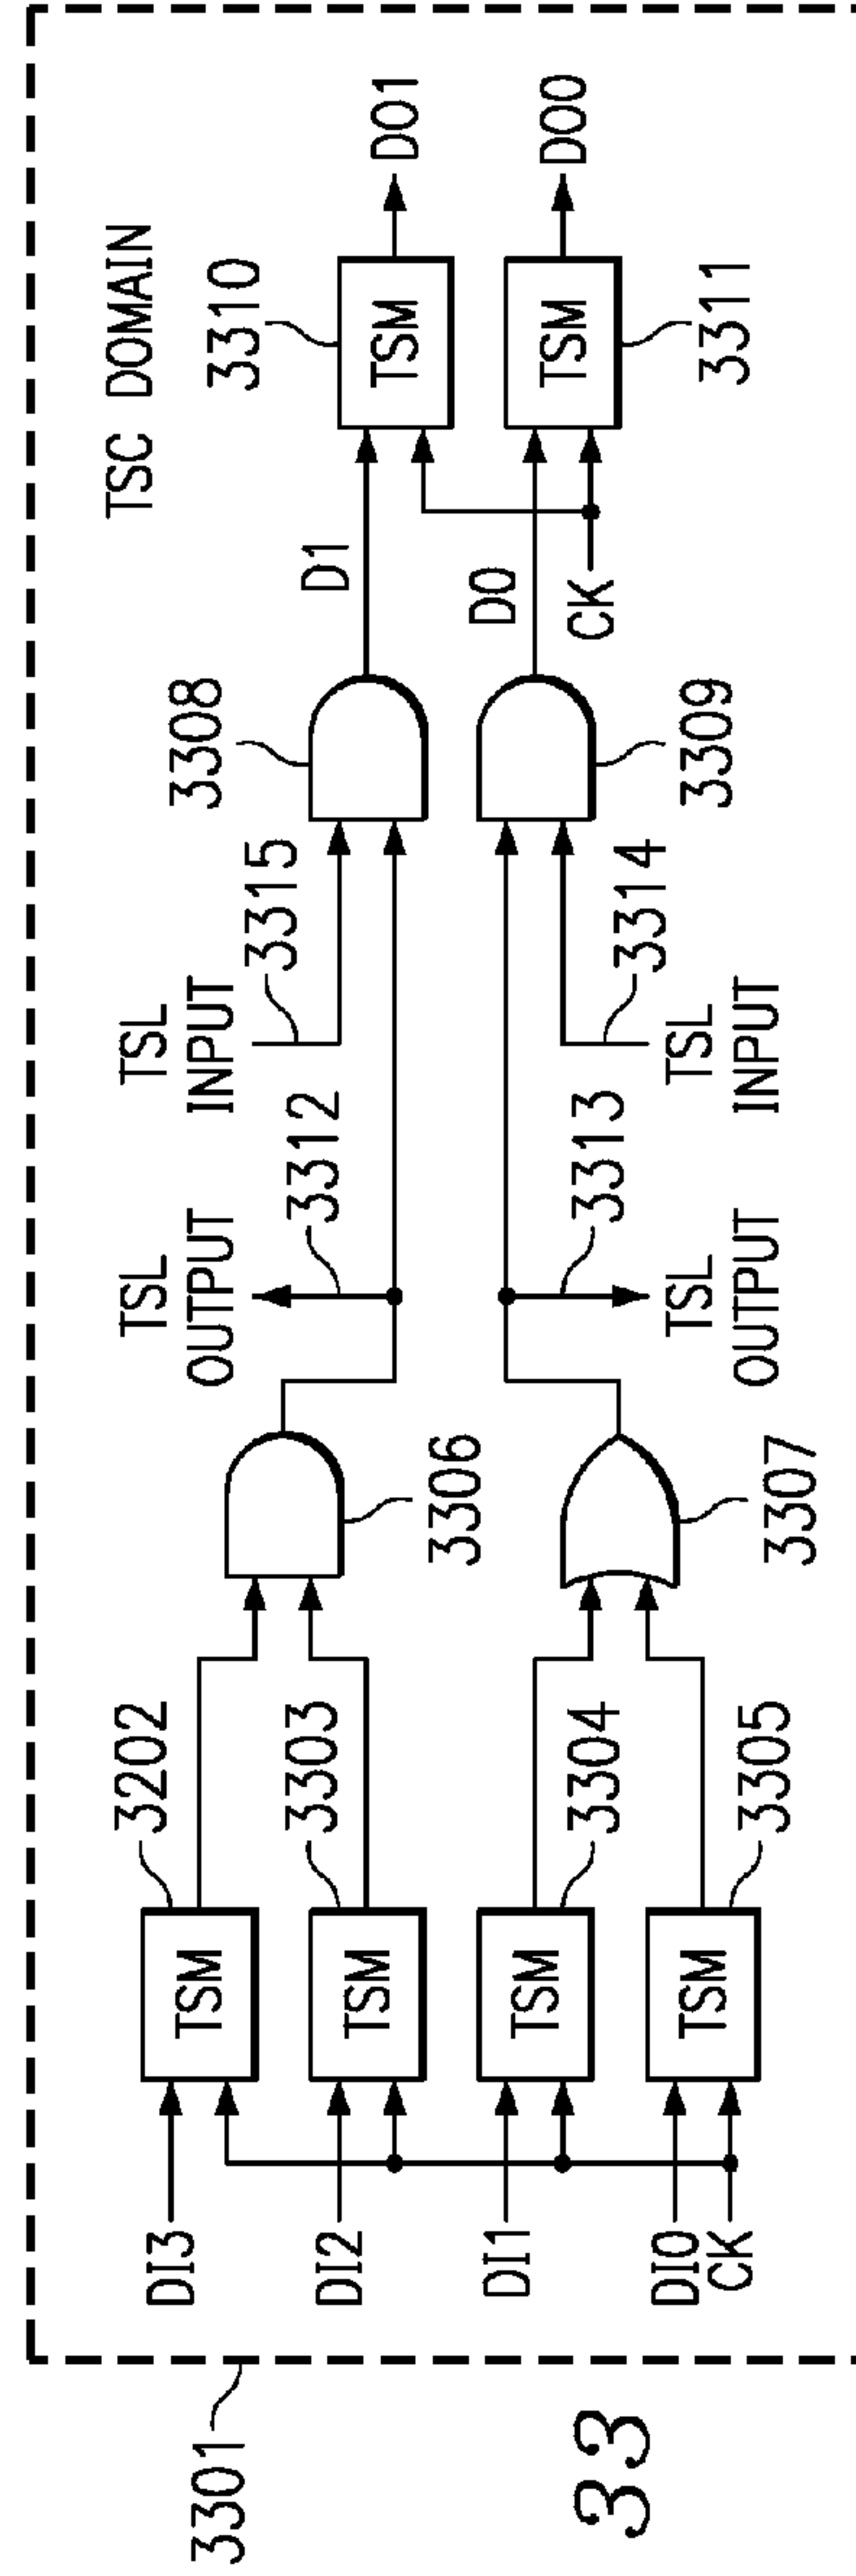 TSC DOMAIN
3301
33
DI3
DI2
DI1
DI0
CK
TSM
3202
TSM
3303
TSM
3304
TSM
3305
3306
3307
TSL
OUTPUT
3312
TSL
OUTPUT
3313
TSL
INPUT
3315
TSL
INPUT
3314
3308
3309
D1
D0
CK
TSM
3310
TSM
3311
DO1
DO0